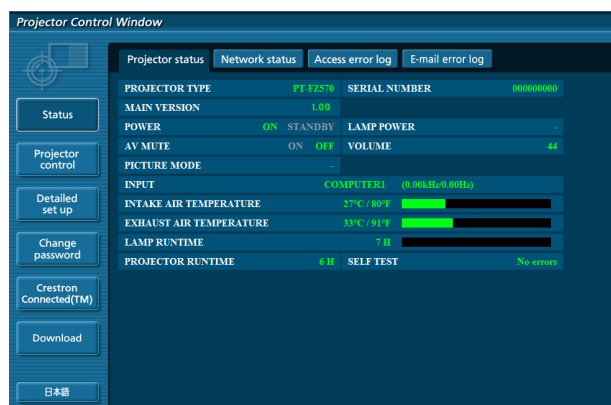 Projector Control Window
Projector status Network status Access error log E-mail error log
Status
Projector control
Detailed set up
Change password
Crestron Connected(TM)
Download
日本語
PROJECTOR TYPE PT-FZ570 SERIAL NUMBER 000000000
MAIN VERSION 1.00
POWER ON STANDBY LAMP POWER -
AV MUTE ON OFF VOLUME 44
PICTURE MODE -
INPUT COMPUTER1 (0.00kHz/0.00Hz)
INTAKE AIR TEMPERATURE 27°C / 80°F
EXHAUST AIR TEMPERATURE 33°C / 91°F
LAMP RUNTIME 7 H
PROJECTOR RUNTIME 6 H SELF TEST No errors